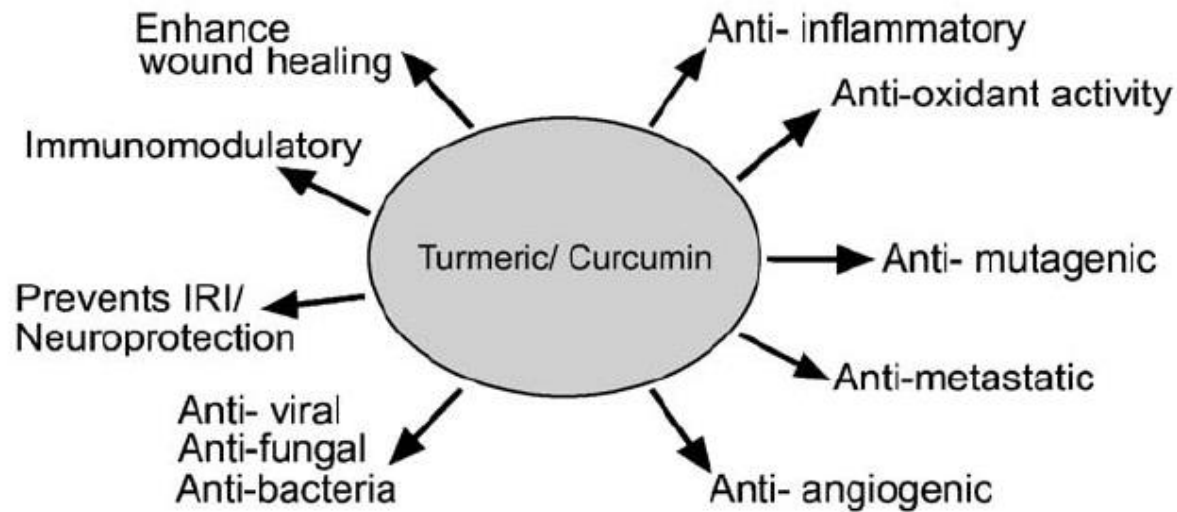 Enhance
wound healing
Anti- inflammatory
Anti-oxidant activity
Immunomodulatory
Turmeric/ Curcumin
Anti- mutagenic
Prevents IRI/
Neuroprotection
Anti-metastatic
Anti- viral
Anti-fungal
Anti-bacteria
Anti- angiogenic